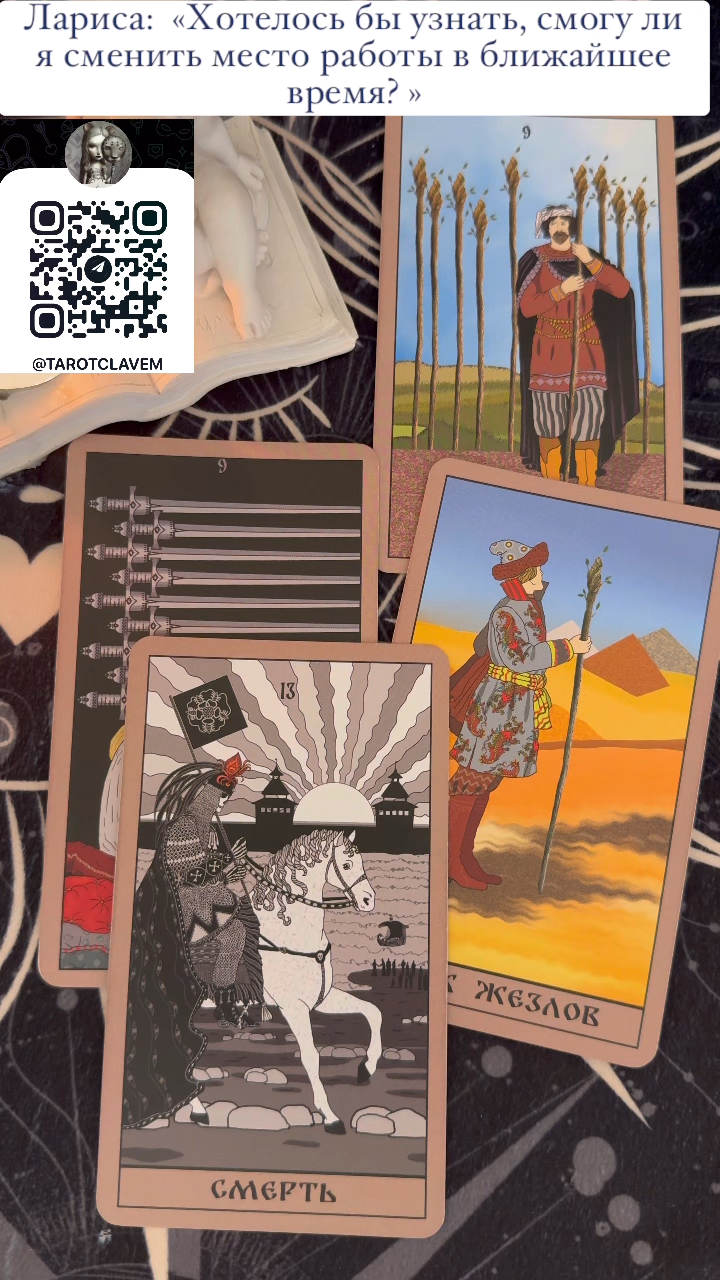 Лариса: «Хотелось бы узнать, смогу ли
я сменить место работы в ближайшее
время? »
@TAROTCLAVEM
9
9
ЖЕЗЛОВ
13
СМЕРТЬ